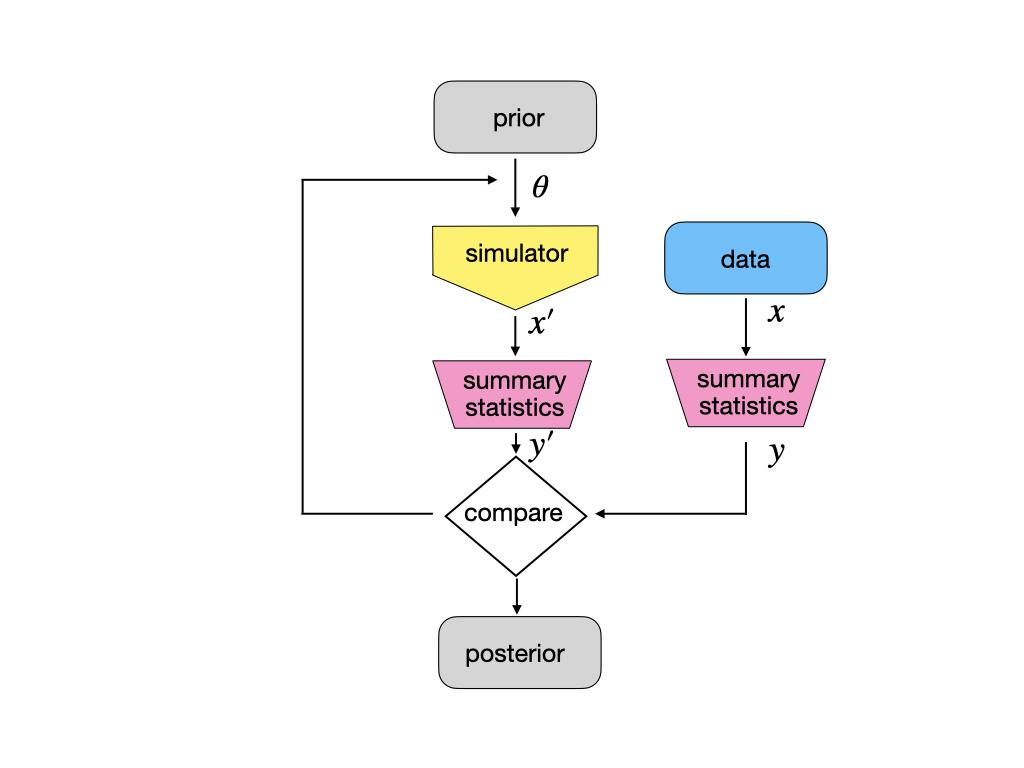 prior
θ
simulator
data
x′
x
summary
statistics
summary
statistics
y′
y
compare
posterior